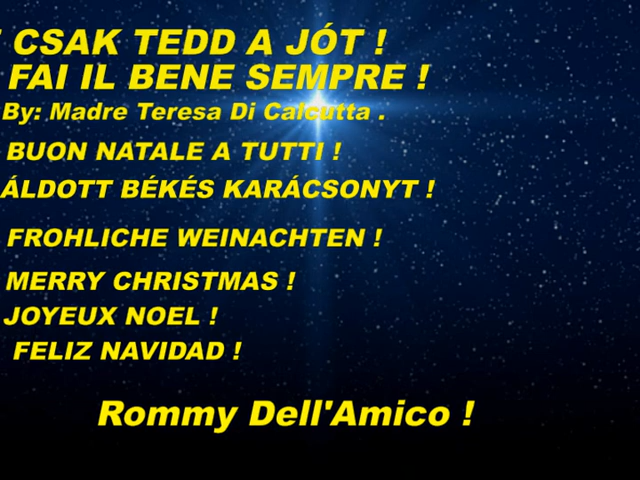 CSAK TEDD A JÓT !
FAI IL BENE SEMPRE !
By: Madre Teresa Di Calcutta .
BUON NATALE A TUTTI !
ÁLDOTT BÉKÉS KARÁCSONYT !
FROHLICHE WEINACHTEN !
MERRY CHRISTMAS !
JOYEUX NOEL !
FELIZ NAVIDAD !
Rommy Dell'Amico !